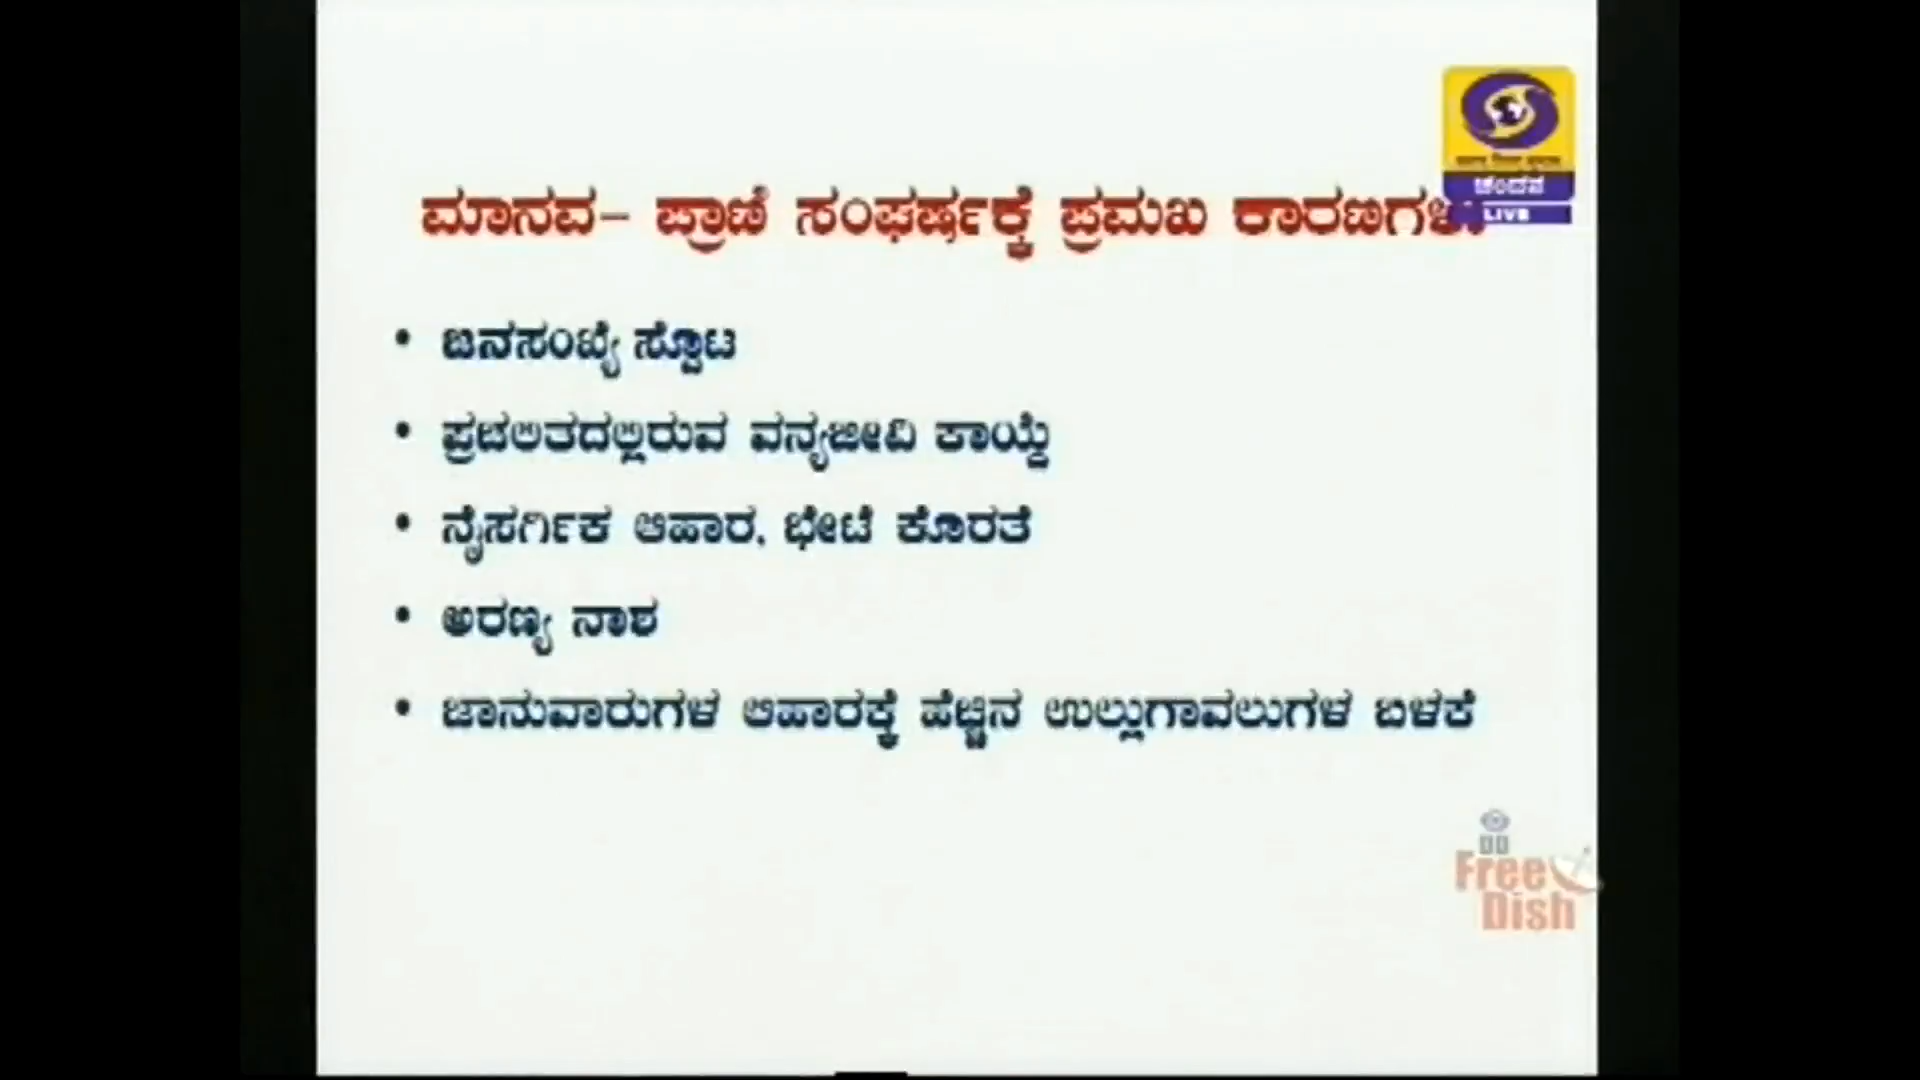 ಚಂದನ
LIVE
ಮಾನವ- ಪ್ರಾಣಿ ಸಂಘರ್ಷಕ್ಕೆ ಪ್ರಮುಖ ಕಾರಣಗಳು
• ಜನಸಂಖ್ಯೆ ಸ್ಪೊಟ
• ಪ್ರಚಲಿತದಲ್ಲಿರುವ ವನ್ಯಜೀವಿ ಕಾಯ್ದೆ
• ನೈಸರ್ಗಿಕ ಆಹಾರ, ಭೇಟೆ ಕೊರತೆ
• ಅರಣ್ಯ ನಾಶ
• ಜಾನುವಾರುಗಳ ಆಹಾರಕ್ಕೆ ಹೆಚ್ಚಿನ ಉಲ್ಲುಗಾವಲುಗಳ ಬಳಕೆ
DD
Free
Dish